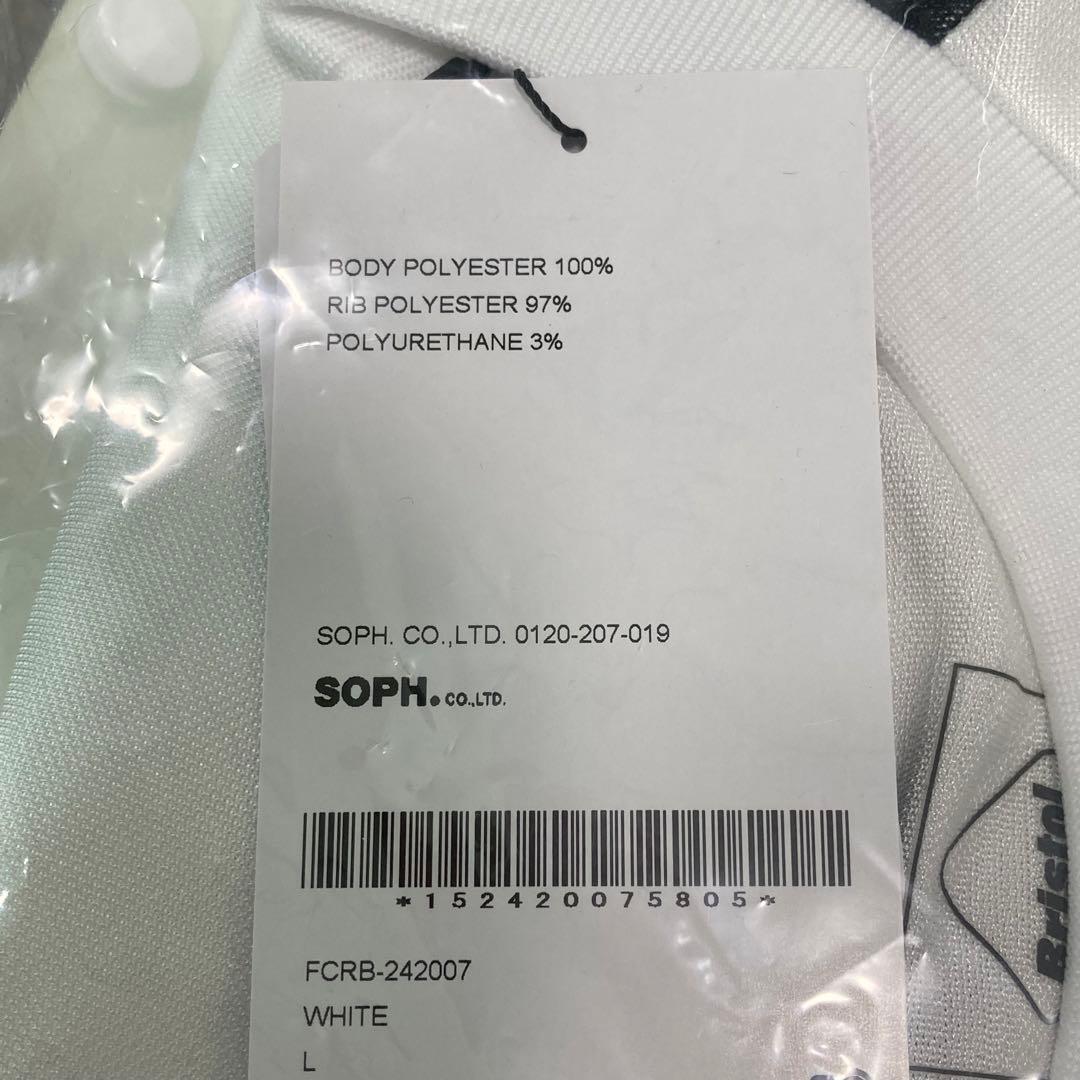 BODY POLYESTER 100%
RIB POLYESTER 97%
POLYURETHANE 3%
SOPH. CO.,LTD. 0120-207-019
SOPH. CO.,LTD.
*152420075805*
FCRB-242007
WHITE
L
Bristol